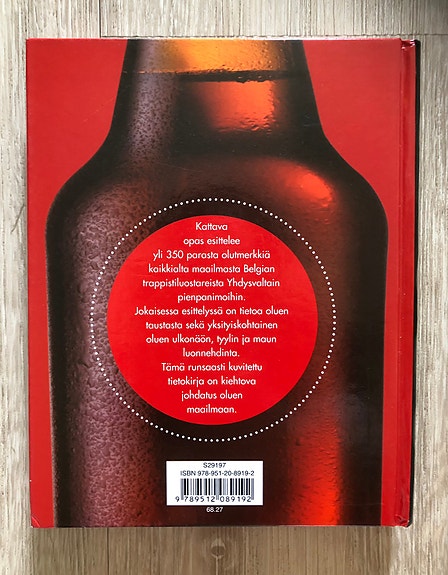 Kattava
opas esittelee
yli 350 parasta olutmerkkiä
kaikkialta maailmasta Belgian
trappistiluostareista Yhdysvaltain
pienpanimoihin.
Jokaisessa esittelyssä on tietoa oluen
taustasta sekä yksityiskohtainen
oluen ulkonäön, tyylin ja maun
luonnehdinta.
Tämä runsaasti kuvitettu
tietokirja on kiehtova
johdatus oluen
maailmaan.
S29197
ISBN 978-951-20-8919-2
9 789512 089192
68.27